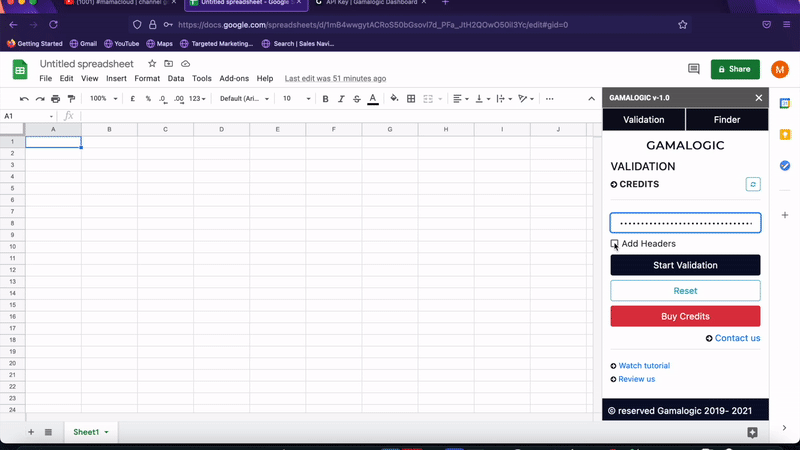 (1001) #mamacloud | channel g
Untitled spreadsheet - Google S
API Key | Gamalogic Dashboard
https://docs.google.com/spreadsheets/d/1mB4wwgytACRoS50bGsovl7d_PFa_JtH2QOwO50il3Yc/edit#gid=0
Getting Started Gmail YouTube Maps Targeted Marketing... Search | Sales Navi...
Untitled spreadsheet
File Edit View Insert Format Data Tools Add-ons Help Last edit was 51 minutes ago
Share
M
100% £ % .0 .00 123 Default (Ari... 10 B I S A
A1 fx
A B C D E F G H I J
1
2
3
4
5
6
7
8
9
10
11
12
13
14
15
16
17
18
19
20
21
22
23
24
Sheet1
GAMALOGIC v-1.0
Validation Finder
GAMALOGIC
VALIDATION
CREDITS
Add Headers
Start Validation
Reset
Buy Credits
Contact us
Watch tutorial
Review us
© reserved Gamalogic 2019- 2021